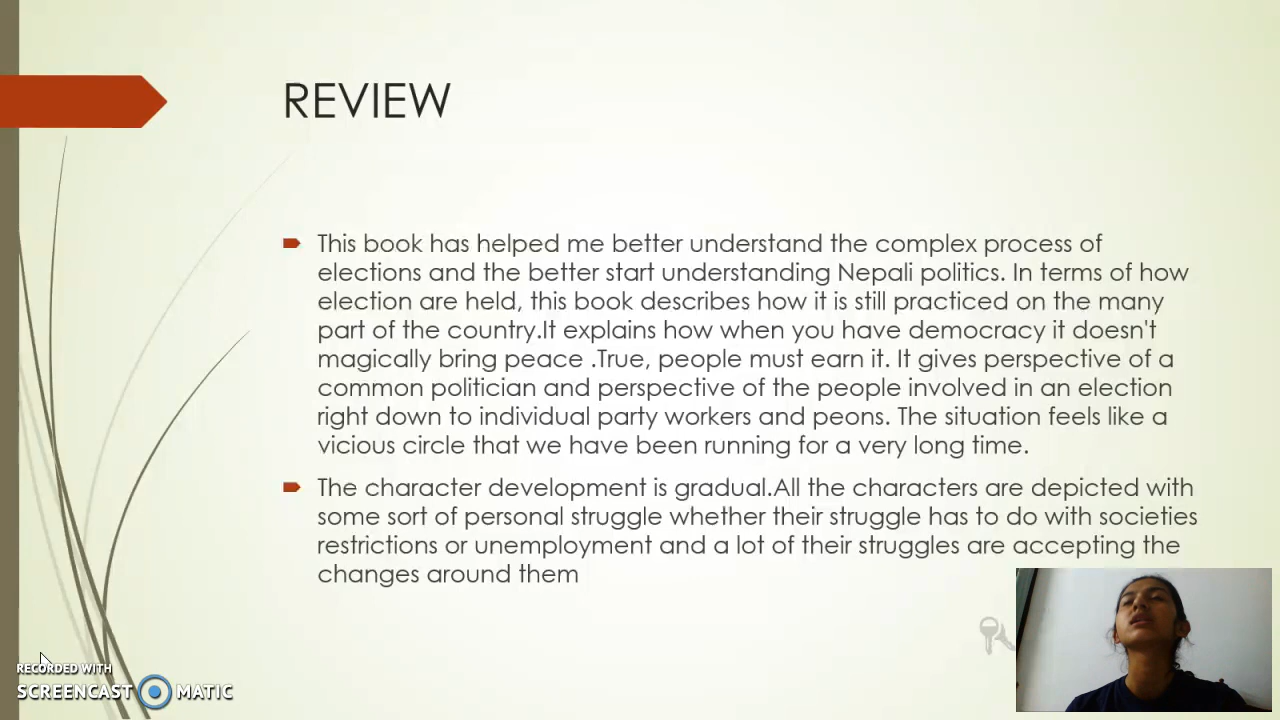 REVIEW
This book has helped me better understand the complex process of
elections and the better start understanding Nepali politics. In terms of how
election are held, this book describes how it is still practiced on the many
part of the country.It explains how when you have democracy it doesn't
magically bring peace .True, people must earn it. It gives perspective of a
common politician and perspective of the people involved in an election
right down to individual party workers and peons. The situation feels like a
vicious circle that we have been running for a very long time.
The character development is gradual.All the characters are depicted with
some sort of personal struggle whether their struggle has to do with societies
restrictions or unemployment and a lot of their struggles are accepting the
changes around them
RECORDED WITH
SCREENCAST MATIC